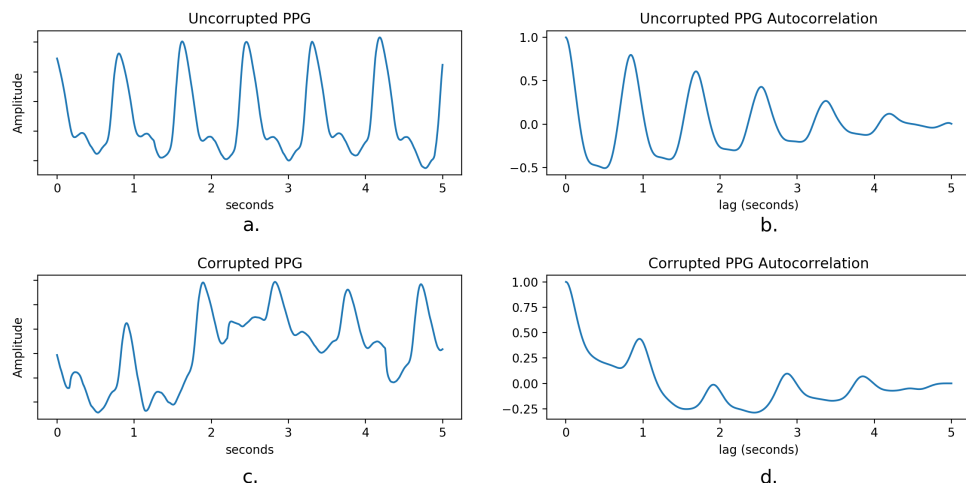 Uncorrupted PPG
Amplitude
0 1 2 3 4 5
seconds
a.
Uncorrupted PPG Autocorrelation
1.0
0.5
0.0
−0.5
0 1 2 3 4 5
lag (seconds)
b.
Corrupted PPG
Amplitude
0 1 2 3 4 5
seconds
c.
Corrupted PPG Autocorrelation
1.00
0.75
0.50
0.25
0.00
−0.25
0 1 2 3 4 5
lag (seconds)
d.